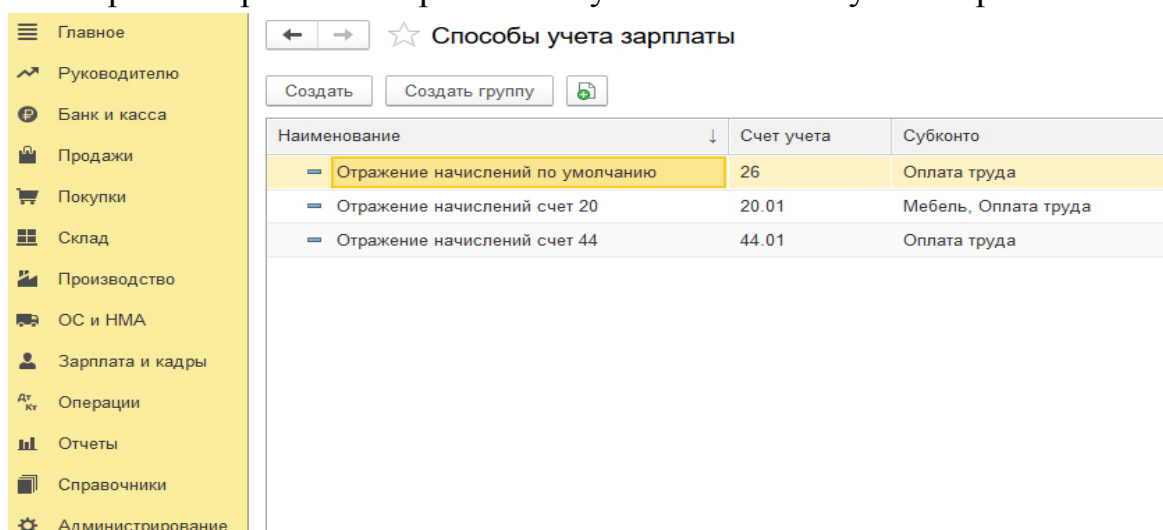 Главное
Руководителю
Банк и касса
Продажи
Покупки
Склад
Производство
ОС и НМА
Зарплата и кадры
Дт Кт Операции
Отчеты
Справочники
Администрирование
Способы учета зарплаты
Создать Создать группу
Наименование ↓ Счет учета Субконто
Отражение начислений по умолчанию 26 Оплата труда
Отражение начислений счет 20 20.01 Мебель, Оплата труда
Отражение начислений счет 44 44.01 Оплата труда